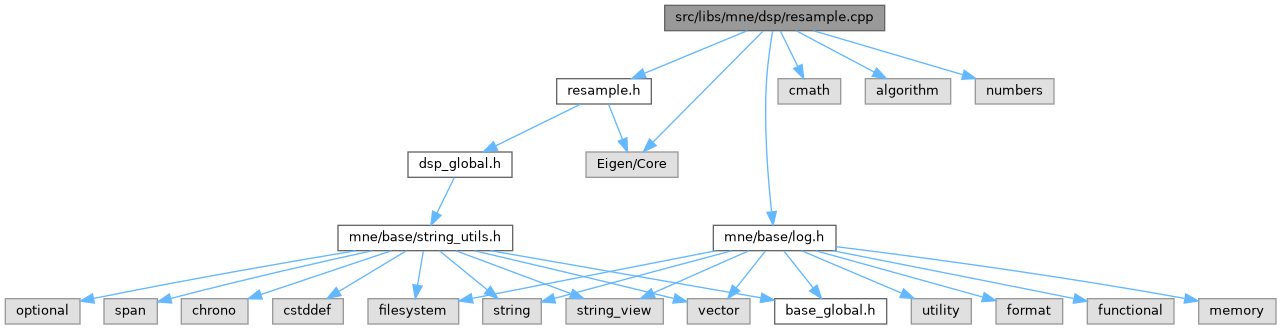 src/libs/mne/dsp/resample.cpp
resample.h
cmath
algorithm
numbers
dsp_global.h
Eigen/Core
mne/base/string_utils.h
mne/base/log.h
optional
span
chrono
cstddef
filesystem
string
string_view
vector
base_global.h
utility
format
functional
memory